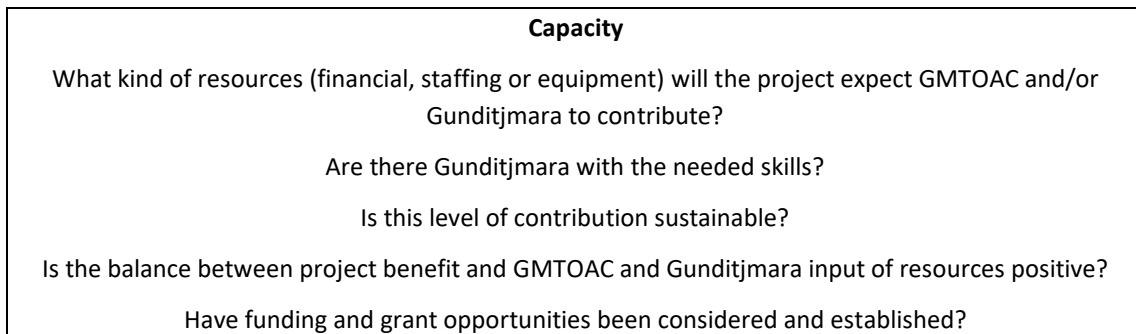 Capacity
What kind of resources (financial, staffing or equipment) will the project expect GMTOAC and/or
Gunditjmara to contribute?
Are there Gunditjmara with the needed skills?
Is this level of contribution sustainable?
Is the balance between project benefit and GMTOAC and Gunditjmara input of resources positive?
Have funding and grant opportunities been considered and established?